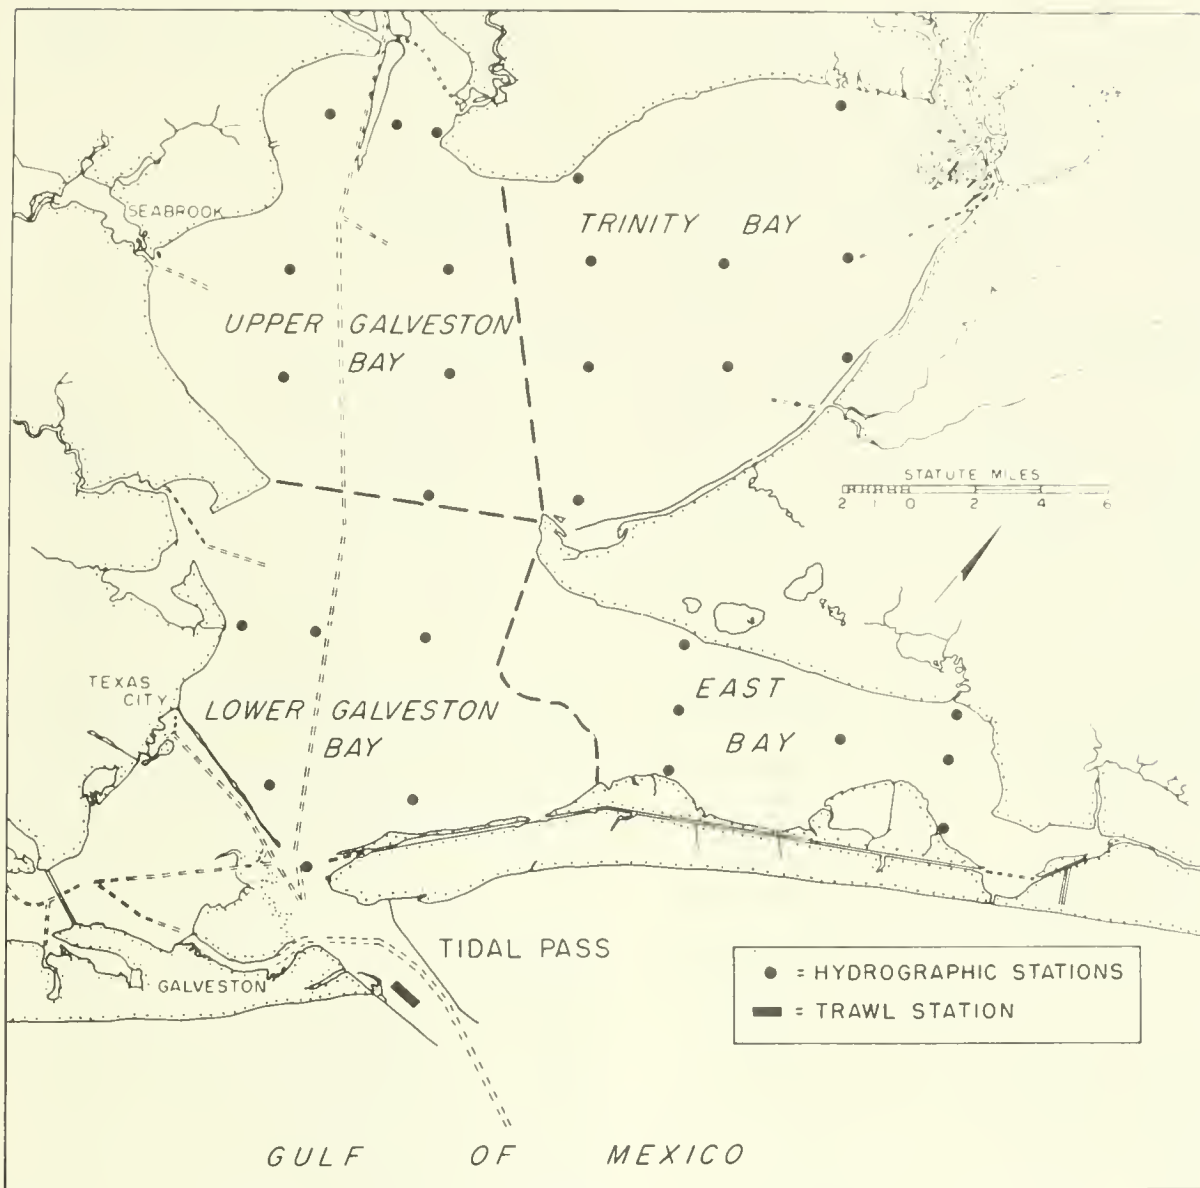 SEABROOK
TRINITY BAY
UPPER GALVESTON
BAY
STATUTE MILES
2 1 0 2 4 6
TEXAS
CITY
LOWER GALVESTON
BAY
EAST
BAY
TIDAL PASS
GALVESTON
= HYDROGRAPHIC STATIONS
= TRAWL STATION
GULF OF MEXICO